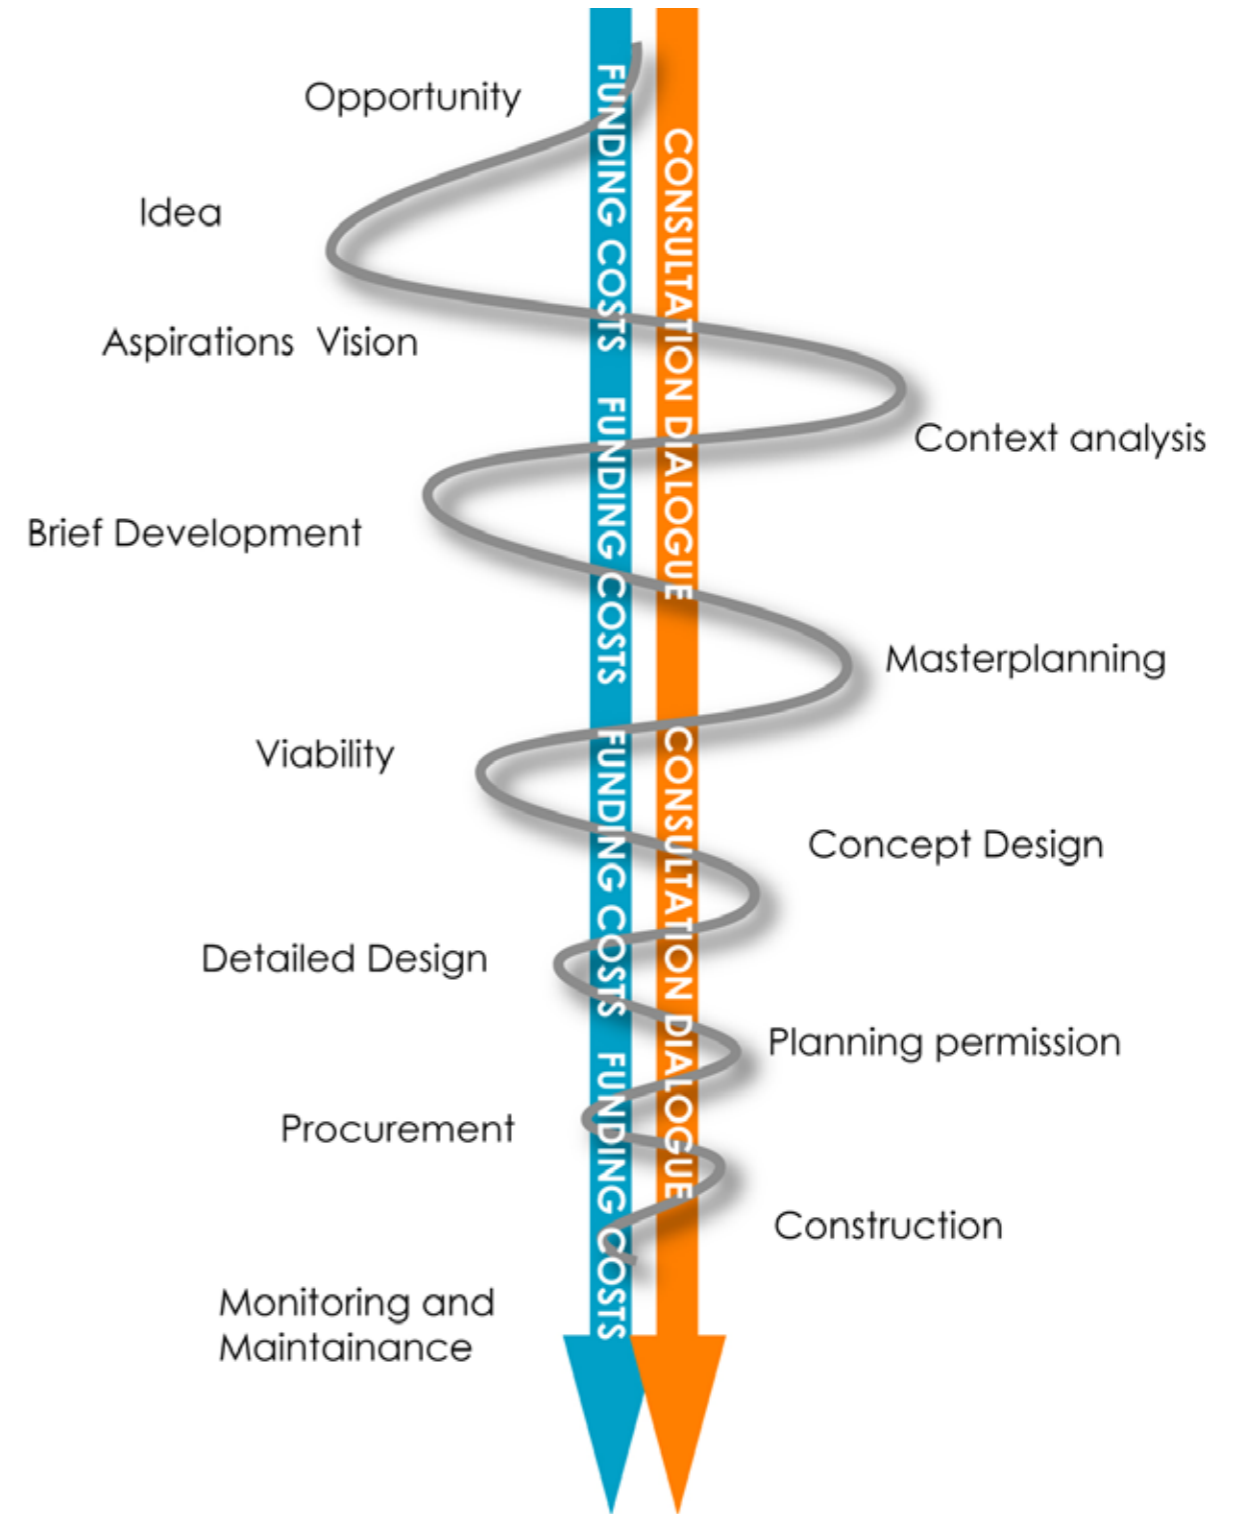 Opportunity
Idea
Aspirations Vision
Context analysis
Brief Development
Masterplanning
Viability
Concept Design
Detailed Design
Planning permission
Procurement
Construction
Monitoring and
Maintainance
FUNDING COSTS FUNDING COSTS FUNDING COSTS FUNDING COSTS
CONSULTATION DIALOGUE CONSULTATION DIALOGUE